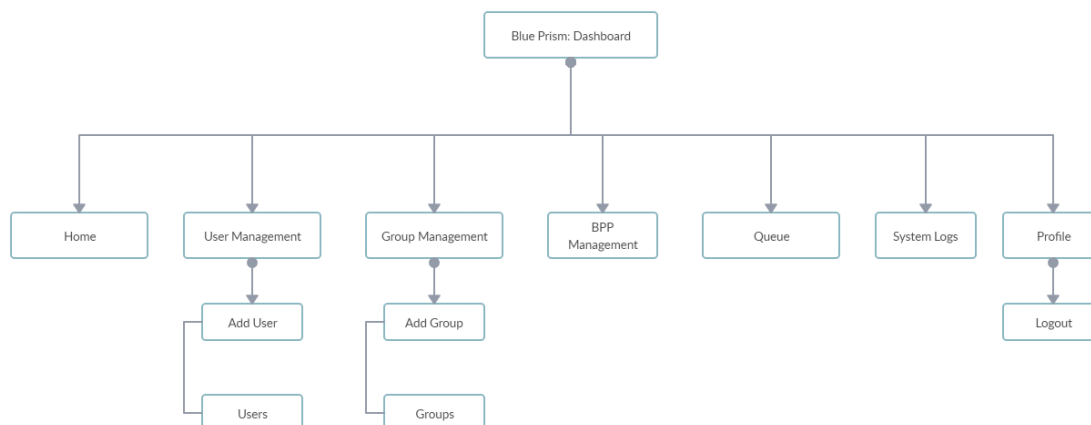 Blue Prism: Dashboard
Home
User Management
Group Management
BPP
Management
Queue
System Logs
Profile
Add User
Add Group
Logout
Users
Groups